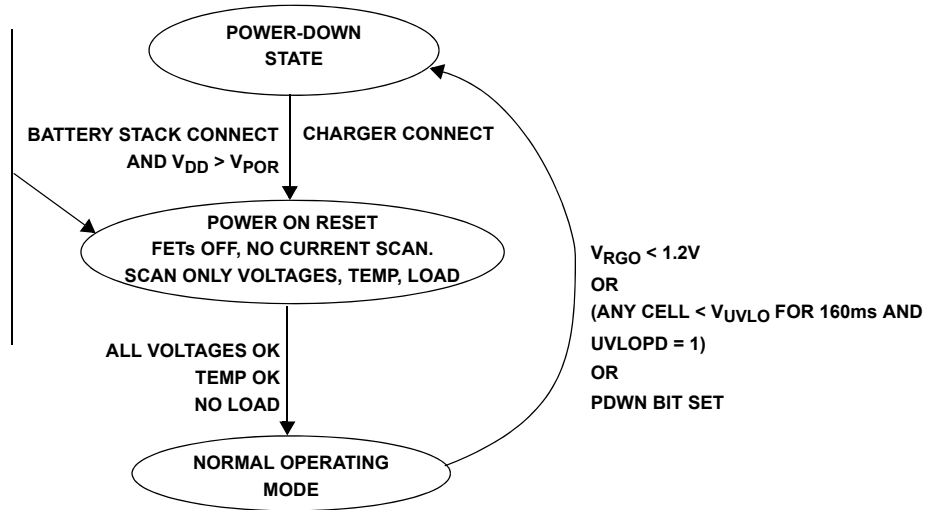 POWER-DOWN
STATE
BATTERY STACK CONNECT
AND VDD > VPOR
CHARGER CONNECT
POWER ON RESET
FETs OFF, NO CURRENT SCAN.
SCAN ONLY VOLTAGES, TEMP, LOAD
VRGO < 1.2V
OR
(ANY CELL < VUVLO FOR 160ms AND
UVLOPD = 1)
OR
PDWN BIT SET
ALL VOLTAGES OK
TEMP OK
NO LOAD
NORMAL OPERATING
MODE